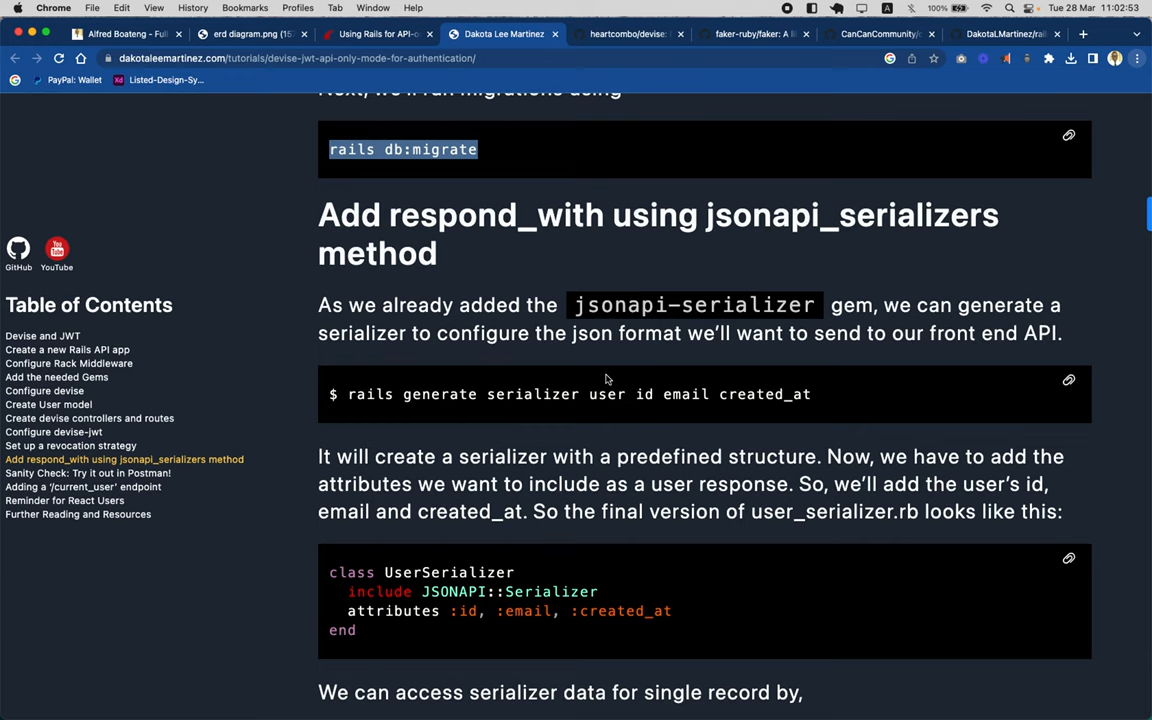 Chrome File Edit View History Bookmarks Profiles Tab Window Help
A 100% Tue 28 Mar 11:02:53
Alfred Boateng - Full
erd diagram.png (157
Using Rails for API-o
Dakota Lee Martinez
heartcombo/devise:
faker-ruby/faker: A li
CanCanCommunity/c
DakotaLMartinez/rail
dakotaleemartinez.com/tutorials/devise-jwt-api-only-mode-for-authentication/
PayPal: Wallet
Xd Listed-Design-Sy...
Next, we'll run migrations using
rails db:migrate
Add respond_with using jsonapi_serializers
method
As we already added the jsonapi-serializer gem, we can generate a
serializer to configure the json format we'll want to send to our front end API.
$ rails generate serializer user id email created_at
It will create a serializer with a predefined structure. Now, we have to add the
attributes we want to include as a user response. So, we'll add the user's id,
email and created_at. So the final version of user_serializer.rb looks like this:
class UserSerializer
include JSONAPI::Serializer
attributes :id, :email, :created_at
end
We can access serializer data for single record by,
You Tube
GitHub YouTube
Table of Contents
Devise and JWT
Create a new Rails API app
Configure Rack Middleware
Add the needed Gems
Configure devise
Create User model
Create devise controllers and routes
Configure devise-jwt
Set up a revocation strategy
Add respond_with using jsonapi_serializers method
Sanity Check: Try it out in Postman!
Adding a '/current_user' endpoint
Reminder for React Users
Further Reading and Resources